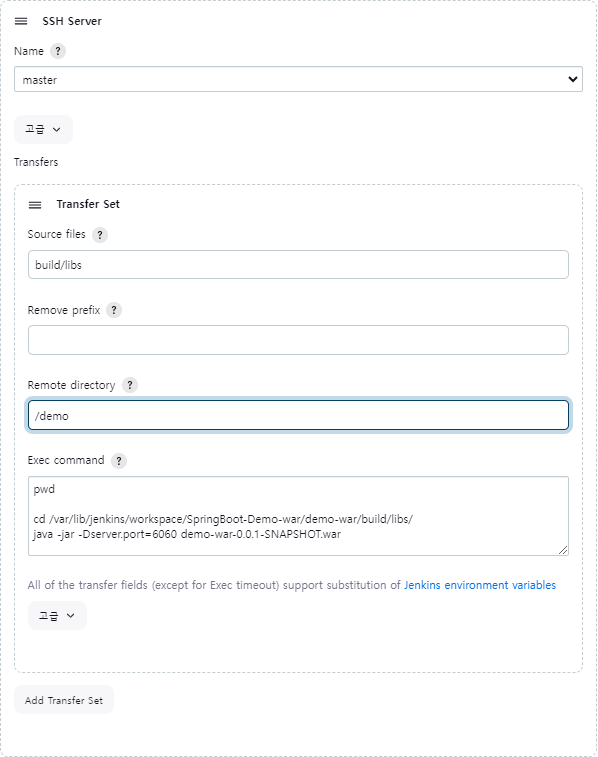 SSH Server
Name ?
master
고급
Transfers
Transfer Set
Source files ?
build/libs
Remove prefix ?
Remote directory ?
/demo
Exec command ?
pwd
cd /var/lib/jenkins/workspace/SpringBoot-Demo-war/demo-war/build/libs/
java -jar -Dserver.port=6060 demo-war-0.0.1-SNAPSHOT.war
All of the transfer fields (except for Exec timeout) support substitution of Jenkins environment variables
고급
Add Transfer Set